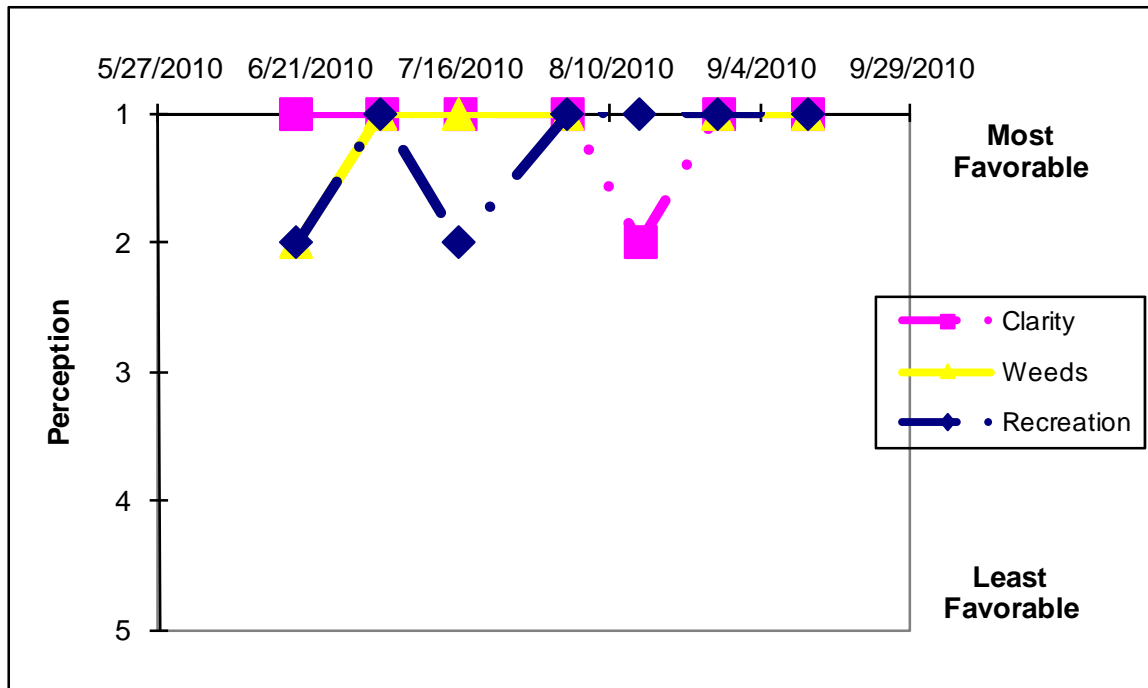 5/27/2010 6/21/2010 7/16/2010 8/10/2010 9/4/2010 9/29/2010
1
Most
Favorable
2
Clarity
3
Weeds
Recreation
Perception
4
Least
Favorable
5